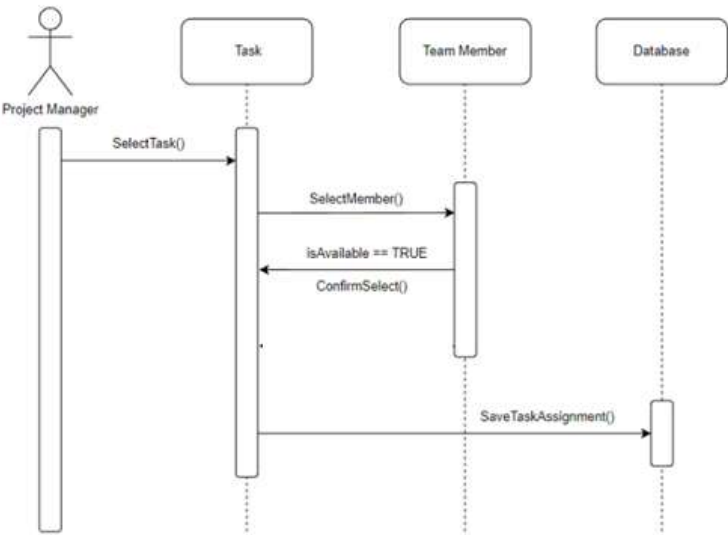 Task
Team Member
Database
Project Manager
SelectTask()
SelectMember()
isAvailable == TRUE
ConfirmSelect()
SaveTaskAssignment()